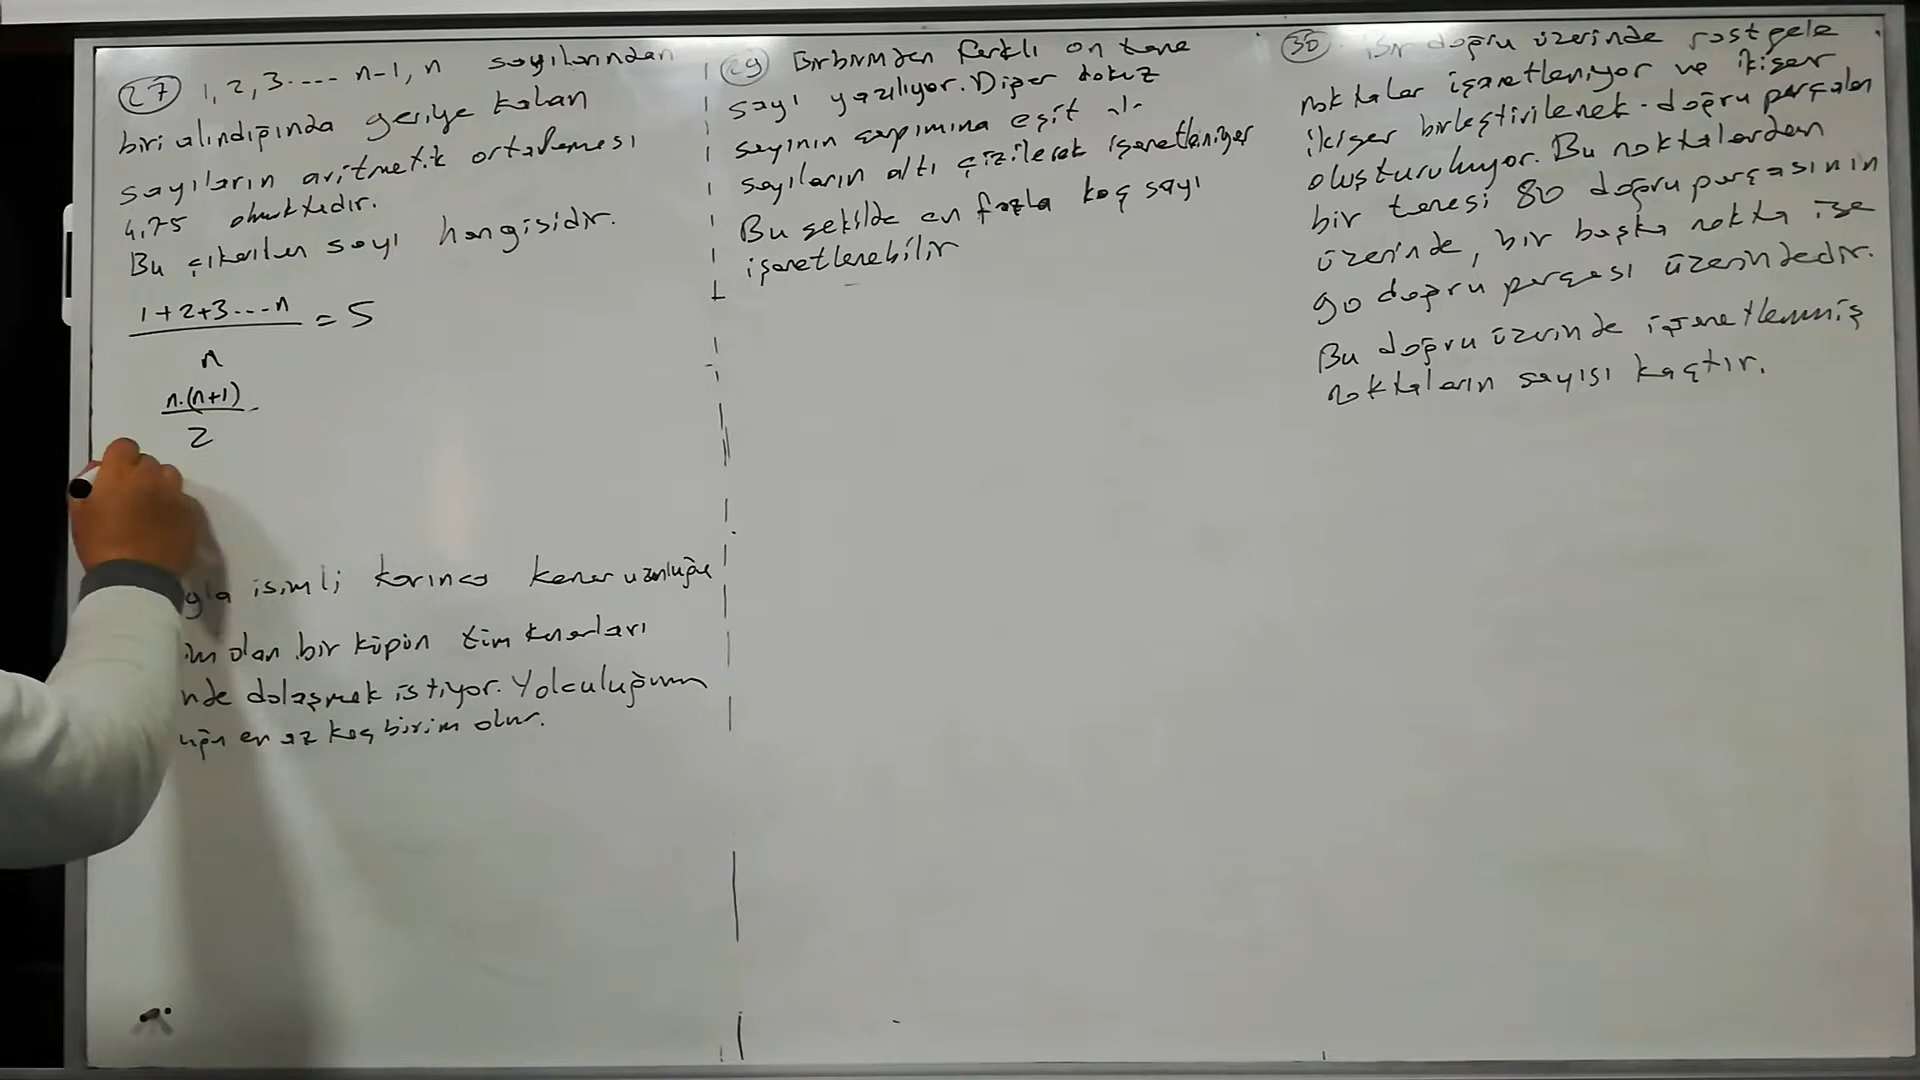 27 1, 2, 3 .... n-1, n sayılarından
biri alındığında geriye kalan
sayıların aritmetik ortalaması
4,75 olmaktadır.
Bu çıkarılan sayı hangisidir.
1+2+3...n = 5
n
n.(n+1)
2
isimli karınca kenar uzunluğu
olan bir küpün tüm kenarları
dolaşmak istiyor. Yolculuğunun
en az kaç birim olur.
29 Birbirinden farklı on tane
sayı yazılıyor. Diğer dokuz
sayının çarpımına eşit olan
sayıların altı çizilerek işaretleniyor
Bu şekilde en fazla kaç sayı
işaretlenebilir
30 Bir doğru üzerinde rastgele
noktalar işaretleniyor ve ikişer
ikişer birleştirilerek doğru parçaları
oluşturuluyor. Bu noktalardan
bir tanesi 80 doğru parçasının
üzerinde, bir başka nokta ise
90 doğru parçası üzerindedir.
Bu doğru üzerinde işaretlenmiş
noktaların sayısı kaçtır.